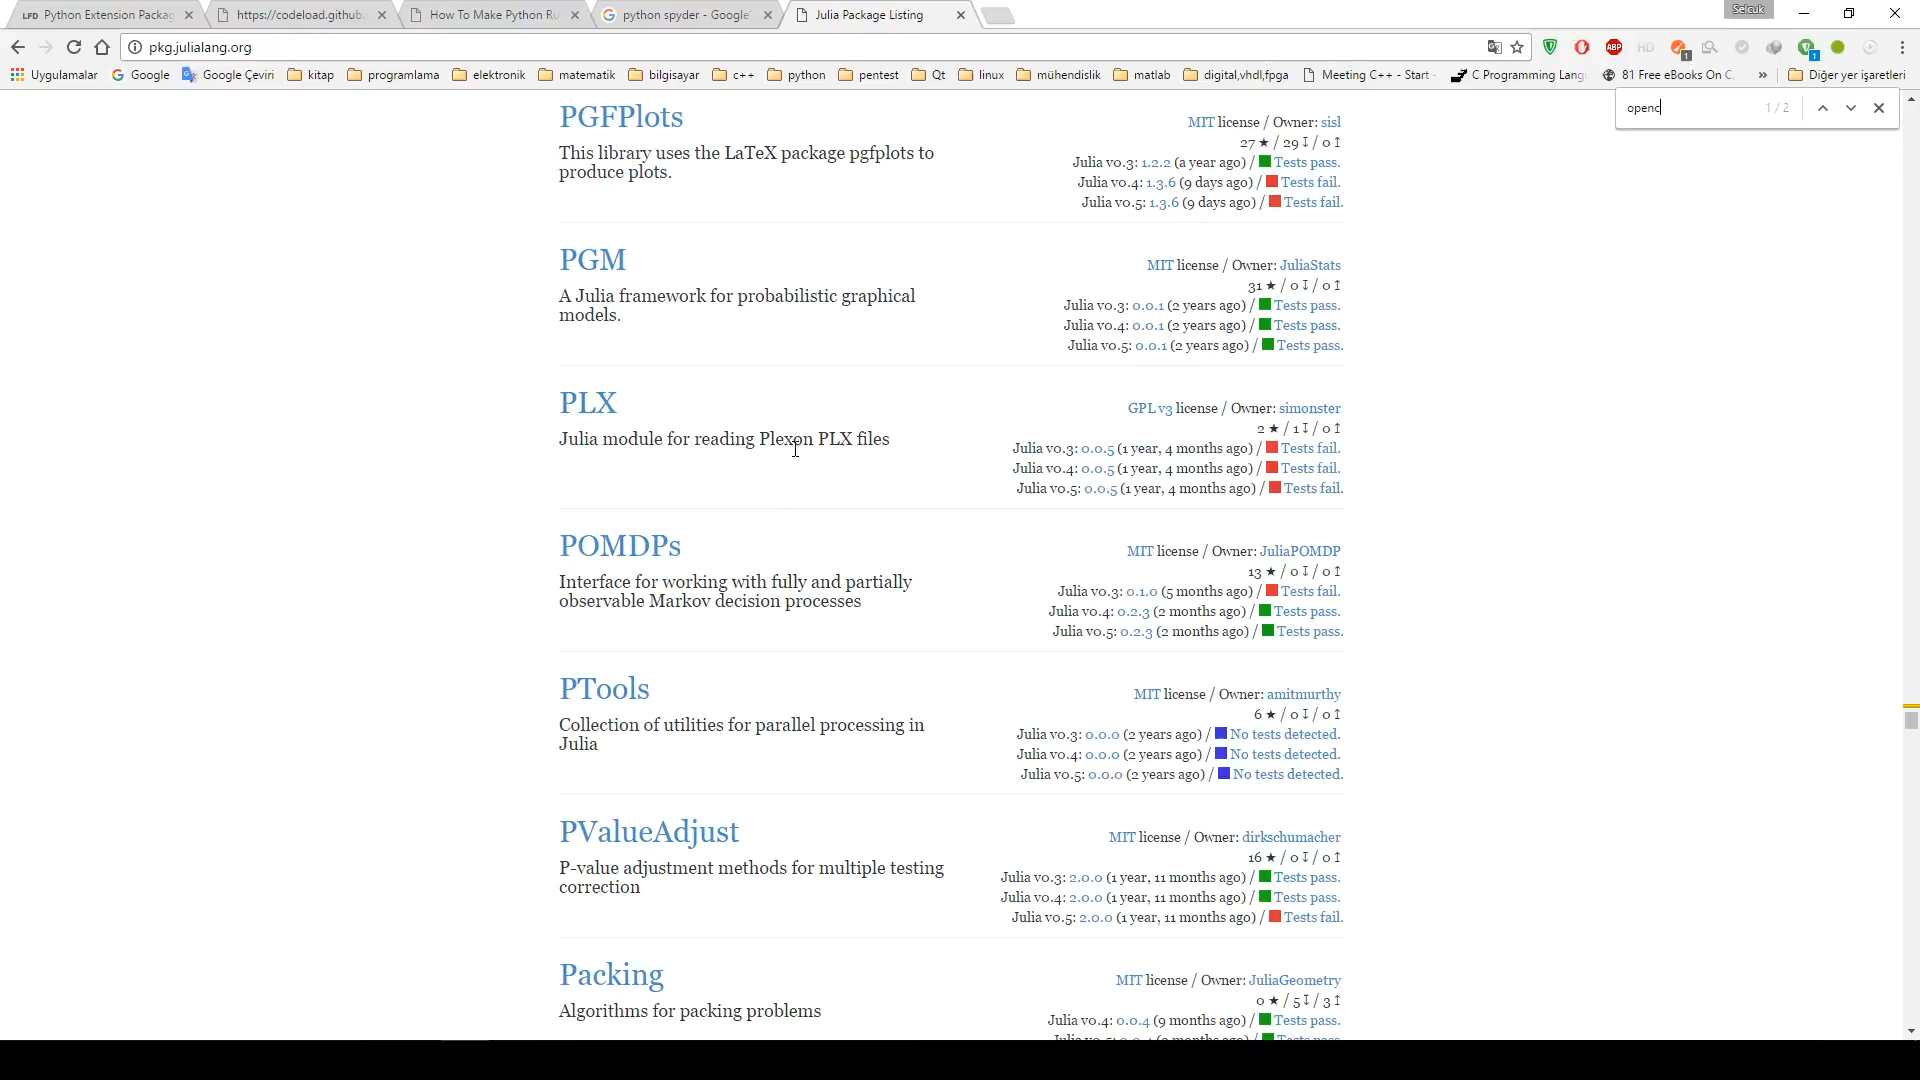 Python Extension Packag
https://codeload.github.
How To Make Python Ru
python spyder - Google'
Julia Package Listing
Selcuk
pkg.julialang.org
Uygulamalar Google Google Çeviri kitap programlama elektronik matematik bilgisayar c++ python pentest Qt linux mühendislik matlab digital,vhdl,fpga Meeting C++ - Start C Programming Lang 81 Free eBooks On C » Diğer yer işaretleri
openc 1 / 2
PGFPlots
This library uses the LaTeX package pgfplots to
produce plots.
MIT license / Owner: sisl
27 ★ / 29 ↧ / 0 ↥
Julia v0.3: 1.2.2 (a year ago) / Tests pass.
Julia v0.4: 1.3.6 (9 days ago) / Tests fail.
Julia v0.5: 1.3.6 (9 days ago) / Tests fail.
PGM
A Julia framework for probabilistic graphical
models.
MIT license / Owner: JuliaStats
31 ★ / 0 ↧ / 0 ↥
Julia v0.3: 0.0.1 (2 years ago) / Tests pass.
Julia v0.4: 0.0.1 (2 years ago) / Tests pass.
Julia v0.5: 0.0.1 (2 years ago) / Tests pass.
PLX
Julia module for reading Plexon PLX files
GPL v3 license / Owner: simonster
2 ★ / 1 ↧ / 0 ↥
Julia v0.3: 0.0.5 (1 year, 4 months ago) / Tests fail.
Julia v0.4: 0.0.5 (1 year, 4 months ago) / Tests fail.
Julia v0.5: 0.0.5 (1 year, 4 months ago) / Tests fail.
POMDPs
Interface for working with fully and partially
observable Markov decision processes
MIT license / Owner: JuliaPOMDP
13 ★ / 0 ↧ / 0 ↥
Julia v0.3: 0.1.0 (5 months ago) / Tests fail.
Julia v0.4: 0.2.3 (2 months ago) / Tests pass.
Julia v0.5: 0.2.3 (2 months ago) / Tests pass.
PTools
Collection of utilities for parallel processing in
Julia
MIT license / Owner: amitmurthy
6 ★ / 0 ↧ / 0 ↥
Julia v0.3: 0.0.0 (2 years ago) / No tests detected.
Julia v0.4: 0.0.0 (2 years ago) / No tests detected.
Julia v0.5: 0.0.0 (2 years ago) / No tests detected.
PValueAdjust
P-value adjustment methods for multiple testing
correction
MIT license / Owner: dirkschumacher
16 ★ / 0 ↧ / 0 ↥
Julia v0.3: 2.0.0 (1 year, 11 months ago) / Tests pass.
Julia v0.4: 2.0.0 (1 year, 11 months ago) / Tests pass.
Julia v0.5: 2.0.0 (1 year, 11 months ago) / Tests fail.
Packing
Algorithms for packing problems
MIT license / Owner: JuliaGeometry
0 ★ / 5 ↧ / 3 ↥
Julia v0.4: 0.0.4 (9 months ago) / Tests pass.